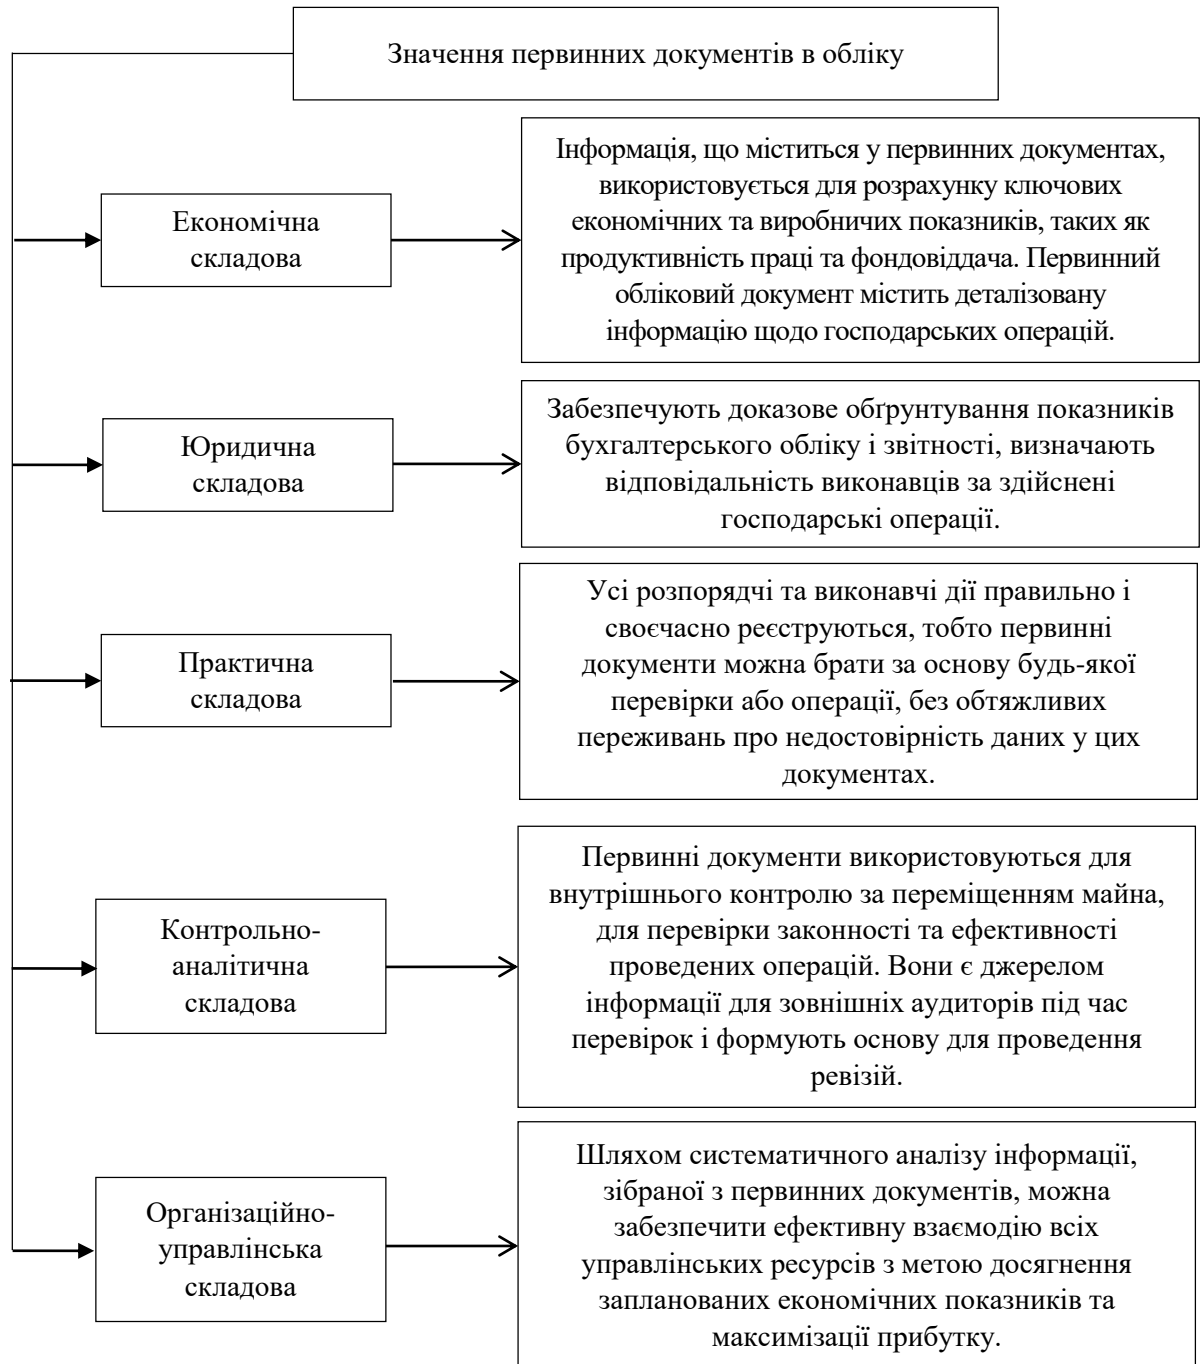 Значення первинних документів в обліку
Економічна
складова
Інформація, що міститься у первинних документах,
використовується для розрахунку ключових
економічних та виробничих показників, таких як
продуктивність праці та фондовіддача. Первинний
обліковий документ містить деталізовану
інформацію щодо господарських операцій.
Юридична
складова
Забезпечують доказове обґрунтування показників
бухгалтерського обліку і звітності, визначають
відповідальність виконавців за здійснені
господарські операції.
Практична
складова
Усі розпорядчі та виконавчі дії правильно і
своєчасно реєструються, тобто первинні
документи можна брати за основу будь-якої
перевірки або операції, без обтяжливих
переживань про недостовірність даних у цих
документах.
Контрольно-
аналітична
складова
Первинні документи використовуються для
внутрішнього контролю за переміщенням майна,
для перевірки законності та ефективності
проведених операцій. Вони є джерелом
інформації для зовнішніх аудиторів під час
перевірок і формують основу для проведення
ревізій.
Організаційно-
управлінська
складова
Шляхом систематичного аналізу інформації,
зібраної з первинних документів, можна
забезпечити ефективну взаємодію всіх
управлінських ресурсів з метою досягнення
запланованих економічних показників та
максимізації прибутку.